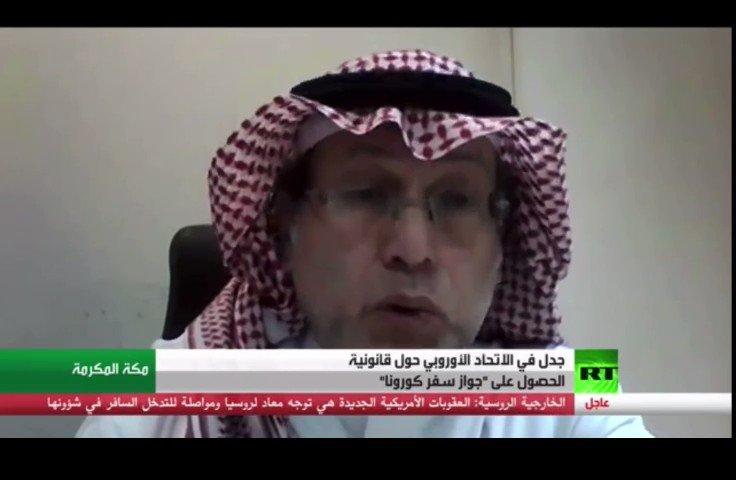 جدل في الاتحاد الأوروبي حول قانونية
الحصول على "جواز سفر كورونا"
مكة المكرمة
RT
عاجل
الخارجية الروسية: العقوبات الأمريكية الجديدة هي توجه معاد لروسيا ومواصلة للتدخل السافر في شؤونها